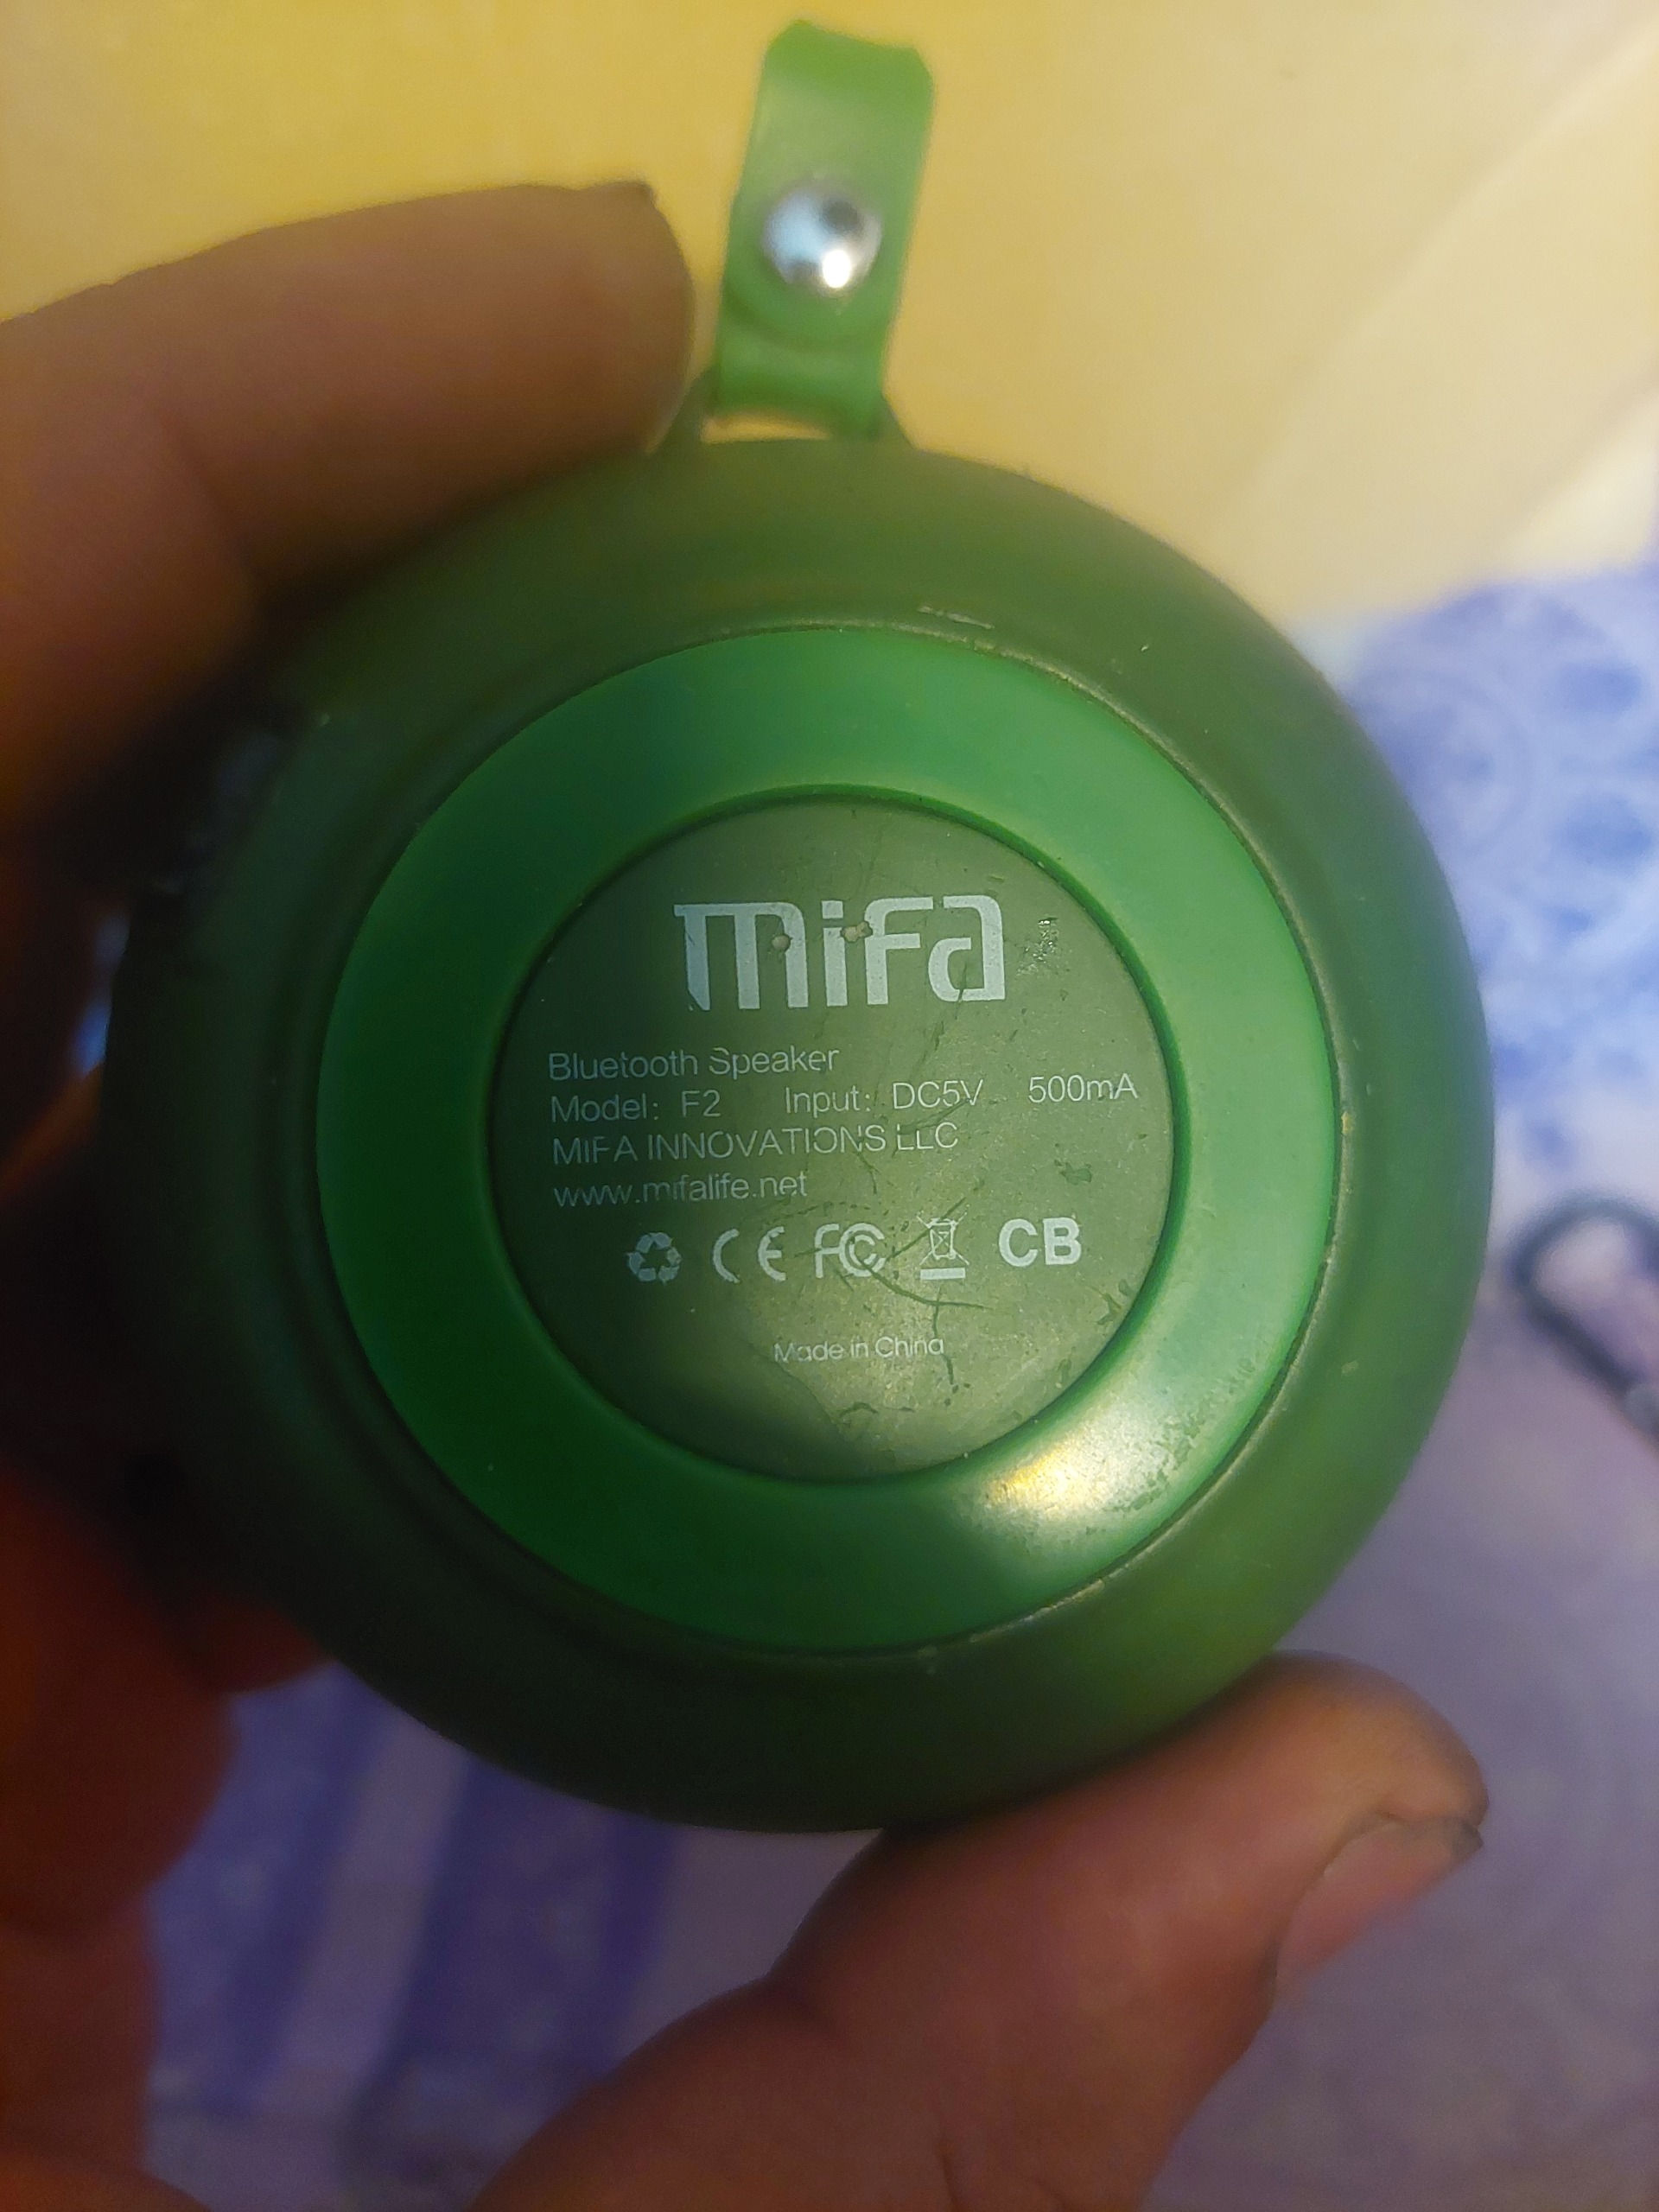 mifa
Bluetooth Speaker
Model: F2 Input: DC5V 500mA
MIFA INNOVATIONS LLC
www.mifalife.net
CE FC CB
Made in China